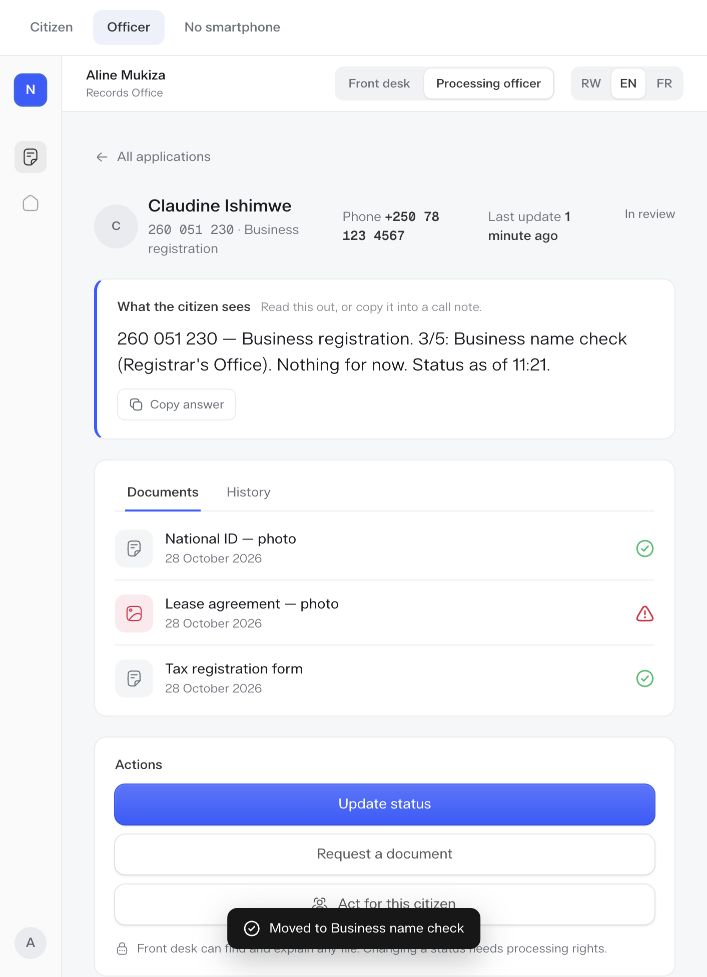 Citizen
Officer
No smartphone
N
Aline Mukiza
Records Office
Front desk
Processing officer
RW
EN
FR
← All applications
C
Claudine Ishimwe
260 051 230 · Business
registration
Phone +250 78
123 4567
Last update 1
minute ago
In review
What the citizen sees
Read this out, or copy it into a call note.
260 051 230 — Business registration. 3/5: Business name check
(Registrar's Office). Nothing for now. Status as of 11:21.
Copy answer
Documents
History
National ID — photo
28 October 2026
Lease agreement — photo
28 October 2026
Tax registration form
28 October 2026
Actions
Update status
Request a document
Act for this citizen
Moved to Business name check
A
Front desk can find and explain any file. Changing a status needs processing rights.